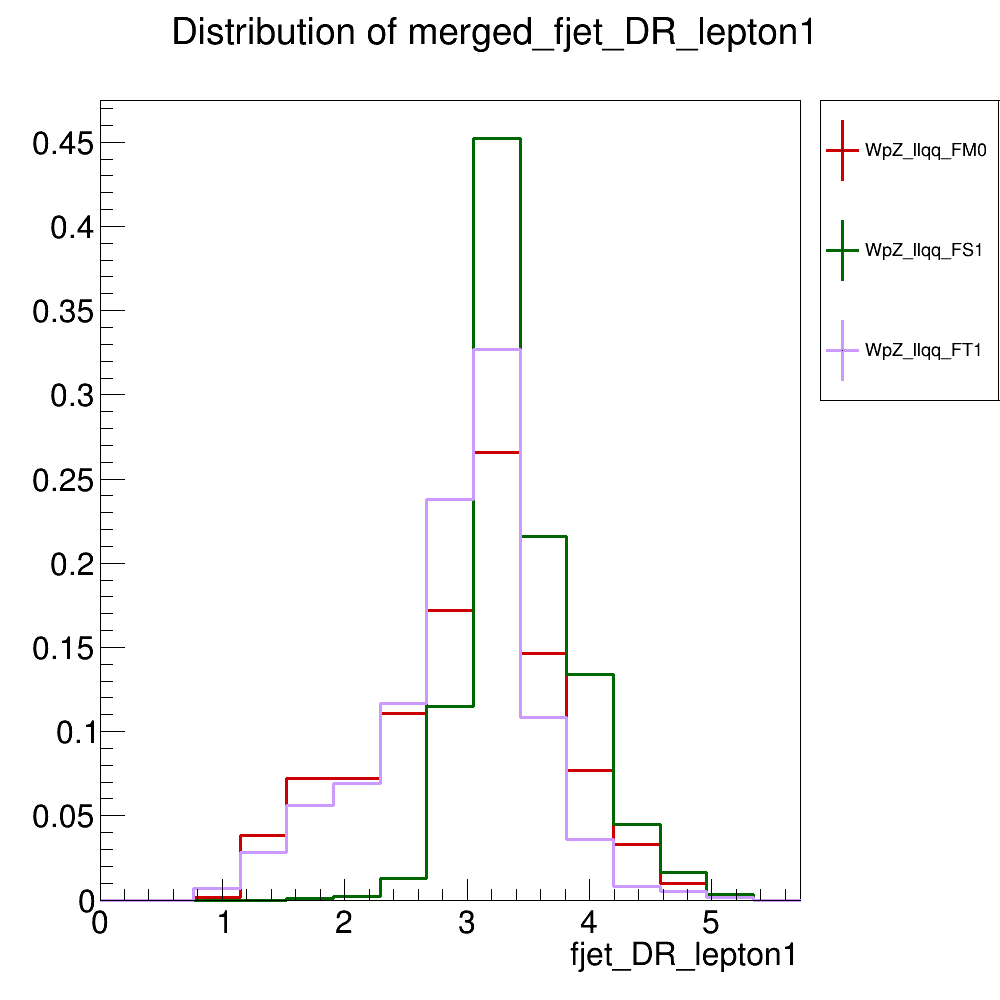 Distribution of merged_fjet_DR_lepton1
0.45
0.4
0.35
0.3
0.25
0.2
0.15
0.1
0.05
0
0 1 2 3 4 5
fjet_DR_lepton1
WpZ_llqq_FM0
WpZ_llqq_FS1
WpZ_llqq_FT1